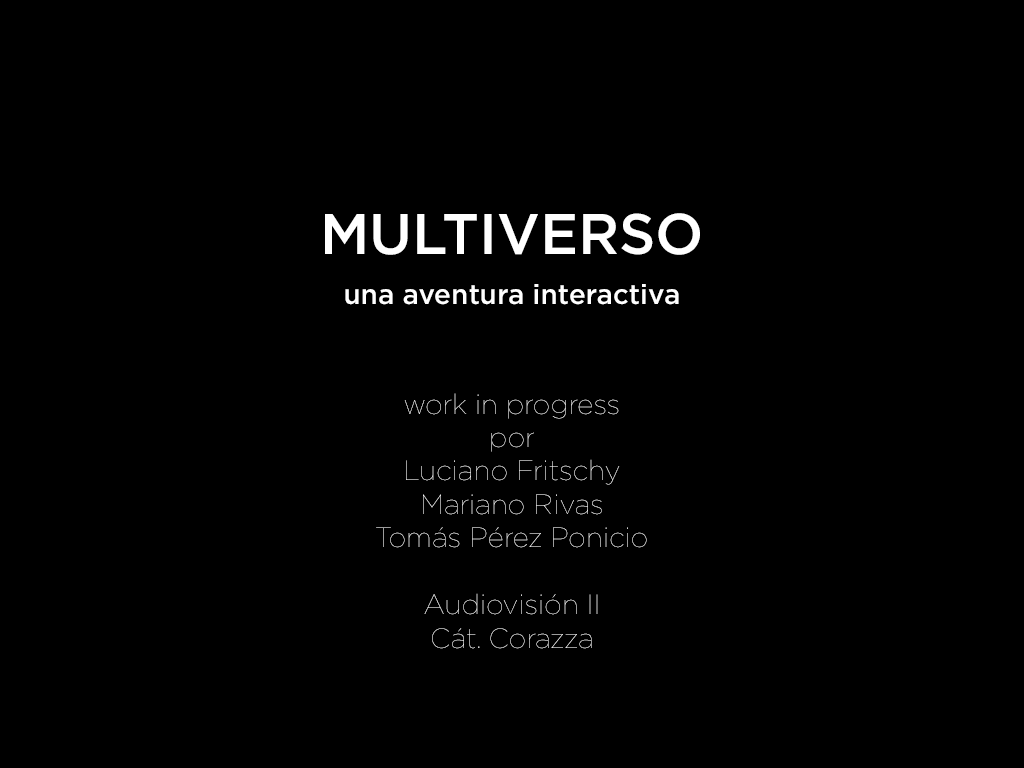 MULTIVERSO
una aventura interactiva
work in progress
por
Luciano Fritschy
Mariano Rivas
Tomás Pérez Ponicio
Audiovisión II
Cát. Corazza